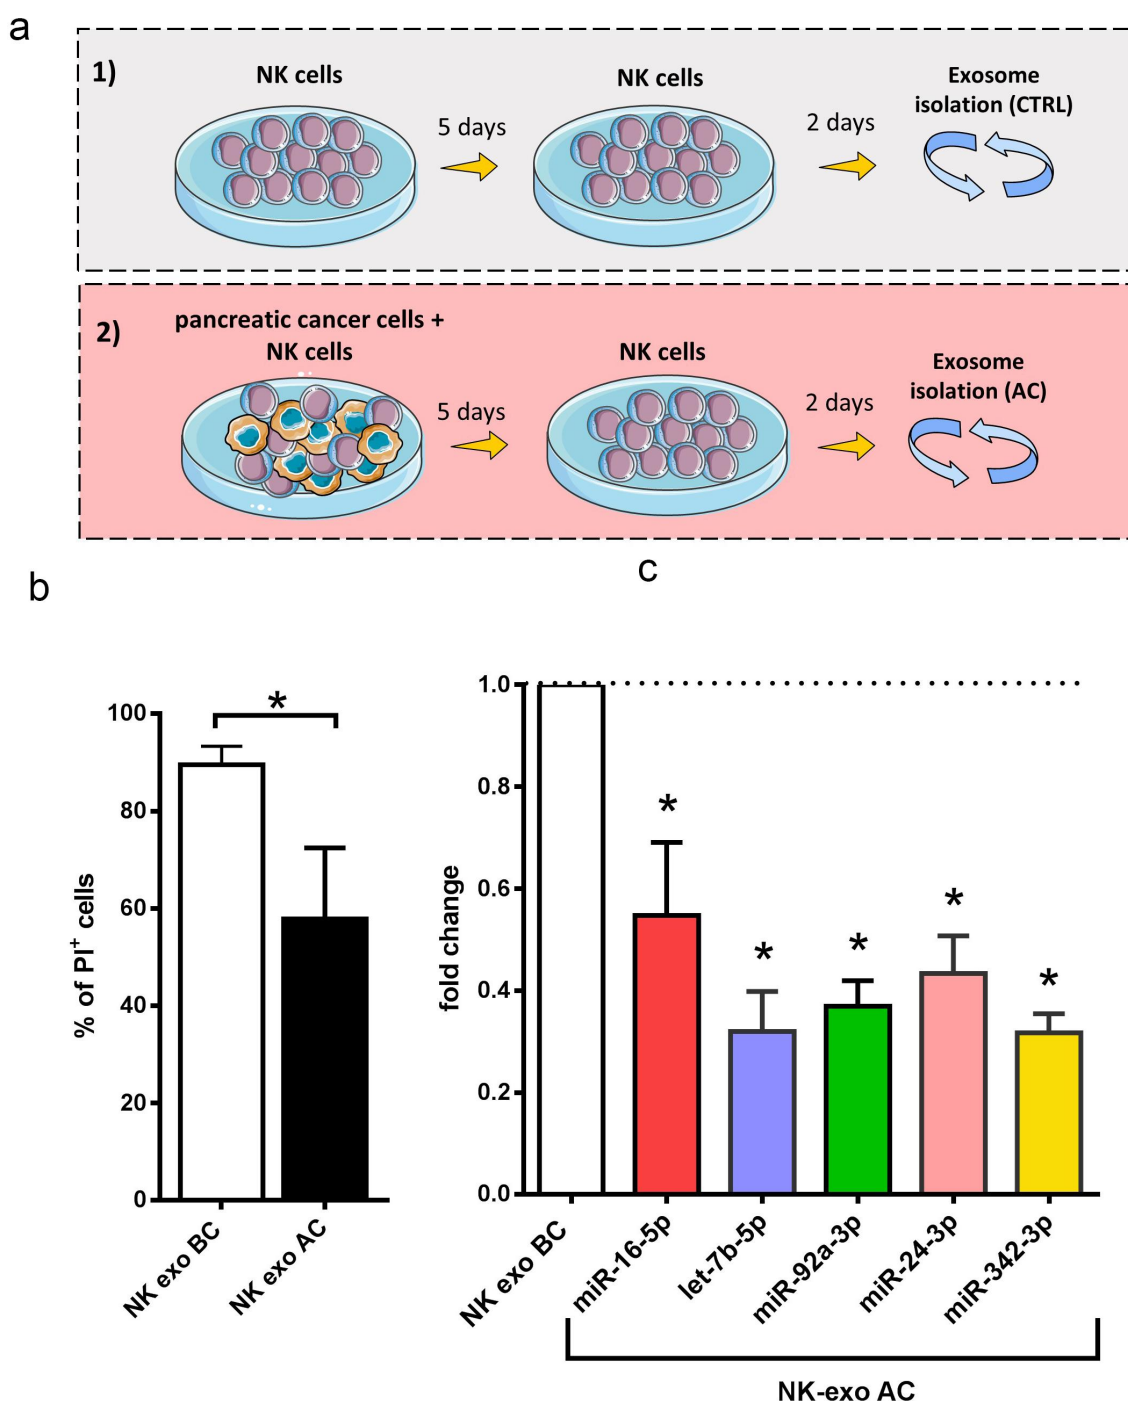 a
1)
NK cells
5 days
NK cells
2 days
Exosome
isolation (CTRL)
2)
pancreatic cancer cells +
NK cells
5 days
NK cells
2 days
Exosome
isolation (AC)
b
% of PI⁺ cells
100
80
60
40
20
0
*
NK exo BC
NK exo AC
c
fold change
1.0
0.8
0.6
0.4
0.2
0.0
*
*
*
*
*
NK exo BC
miR-16-5p
let-7b-5p
miR-92a-3p
miR-24-3p
miR-342-3p
NK-exo AC